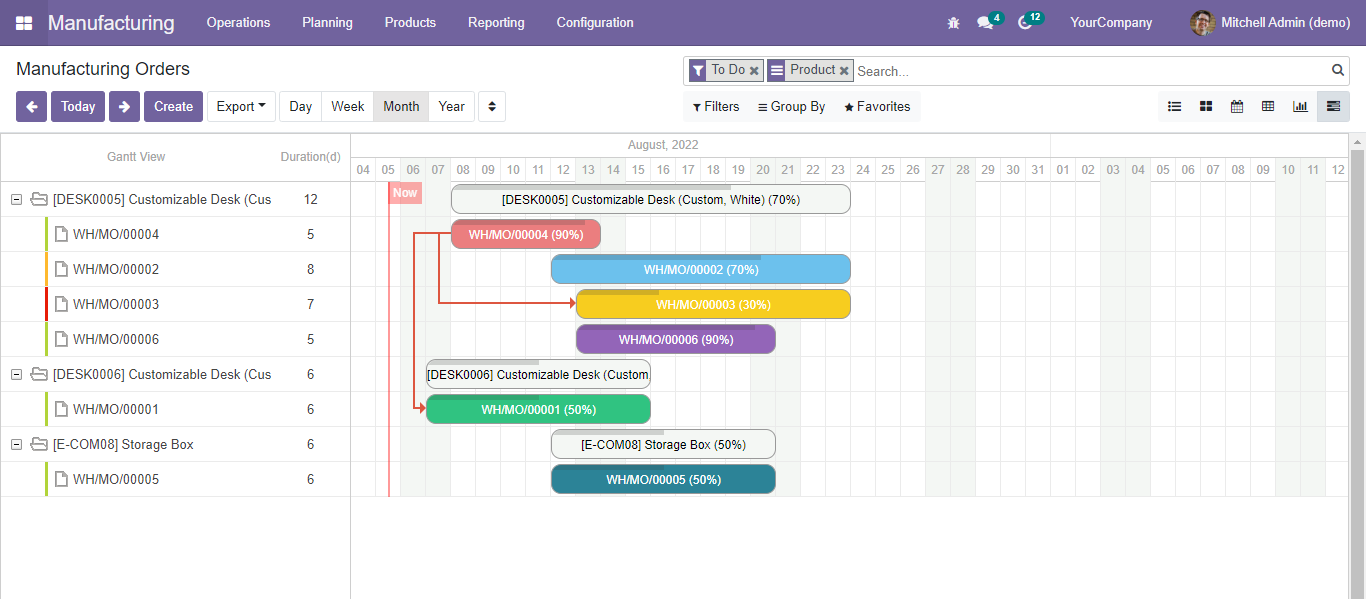 Manufacturing Operations Planning Products Reporting Configuration 4 12 YourCompany Mitchell Admin (demo)
Manufacturing Orders To Do Product Search...
Today Create Export Day Week Month Year Filters Group By Favorites
Gantt View Duration(d) August, 2022
04 05 06 07 08 09 10 11 12 13 14 15 16 17 18 19 20 21 22 23 24 25 26 27 28 29 30 31 01 02 03 04 05 06 07 08 09 10 11 12
[DESK0005] Customizable Desk (Cus 12 Now [DESK0005] Customizable Desk (Custom, White) (70%)
WH/MO/00004 5 WH/MO/00004 (90%)
WH/MO/00002 8 WH/MO/00002 (70%)
WH/MO/00003 7 WH/MO/00003 (30%)
WH/MO/00006 5 WH/MO/00006 (90%)
[DESK0006] Customizable Desk (Cus 6 [DESK0006] Customizable Desk (Custom
WH/MO/00001 6 WH/MO/00001 (50%)
[E-COM08] Storage Box 6 [E-COM08] Storage Box (50%)
WH/MO/00005 6 WH/MO/00005 (50%)